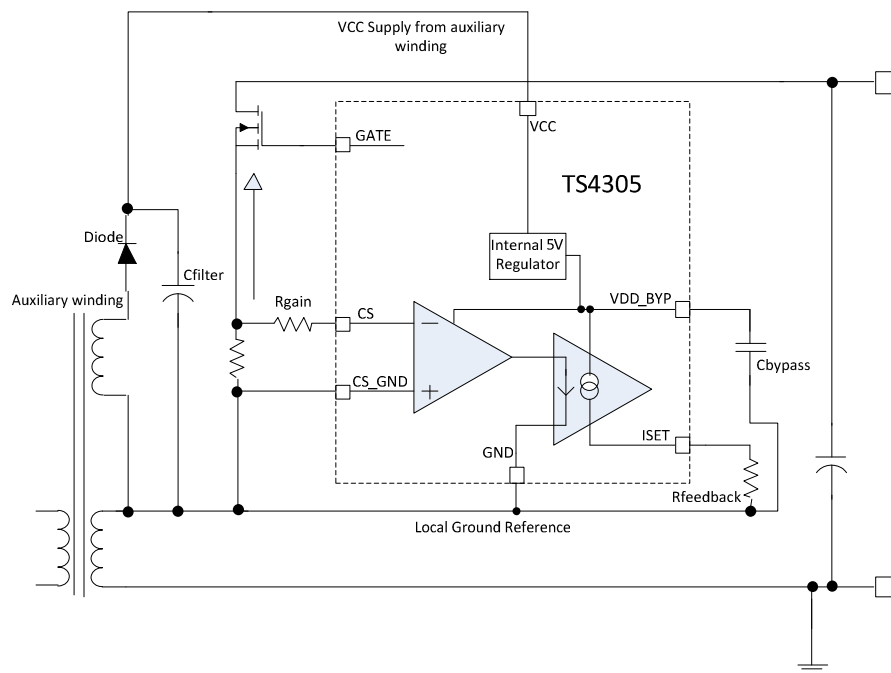 VCC Supply from auxiliary
winding
VCC
GATE
TS4305
Diode
Internal 5V
Regulator
Cfilter
Auxiliary winding
Rgain
CS
VDD_BYP
Cbypass
CS_GND
ISET
GND
Rfeedback
Local Ground Reference